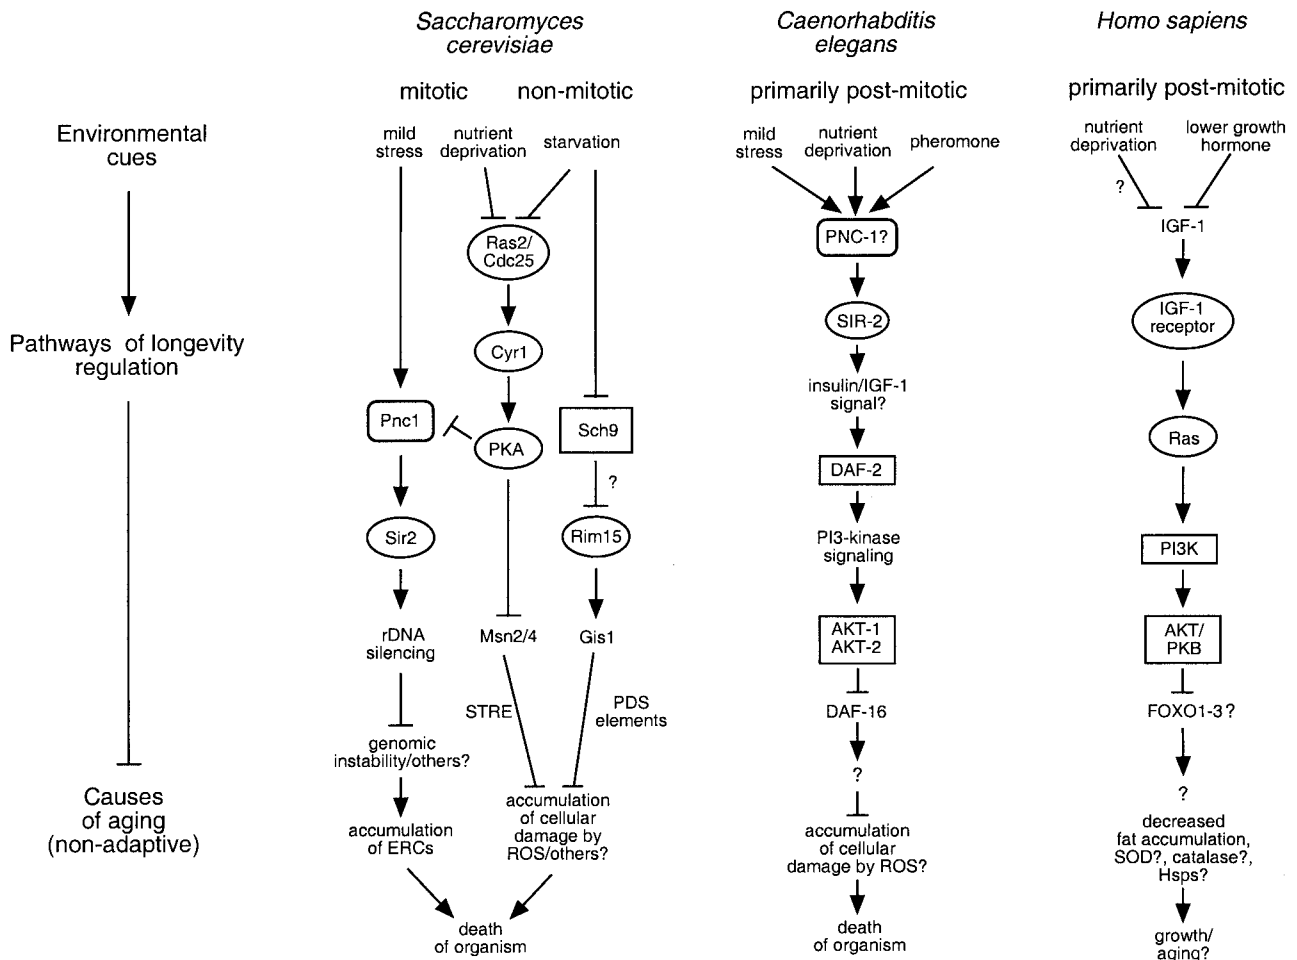 Saccharomyces
cerevisiae
Caenorhabditis
elegans
Homo sapiens
mitotic
non-mitotic
primarily post-mitotic
primarily post-mitotic
Environmental
cues
Pathways of longevity
regulation
Causes
of aging
(non-adaptive)
mild
stress
nutrient
deprivation
starvation
Ras2/
Cdc25
Cyr1
Pnc1
PKA
Sch9
?
Sir2
Rim15
rDNA
silencing
Msn2/4
Gis1
STRE
PDS
elements
genomic
instability/others?
accumulation
of ERCs
accumulation
of cellular
damage by
ROS/others?
death
of organism
mild
stress
nutrient
deprivation
pheromone
PNC-1?
SIR-2
insulin/IGF-1
signal?
DAF-2
PI3-kinase
signaling
AKT-1
AKT-2
DAF-16
?
accumulation
of cellular
damage by ROS?
death
of organism
nutrient
deprivation
lower growth
hormone
?
IGF-1
IGF-1
receptor
Ras
PI3K
AKT/
PKB
FOXO1-3?
?
decreased
fat accumulation,
SOD?, catalase?,
Hsps?
growth/
aging?